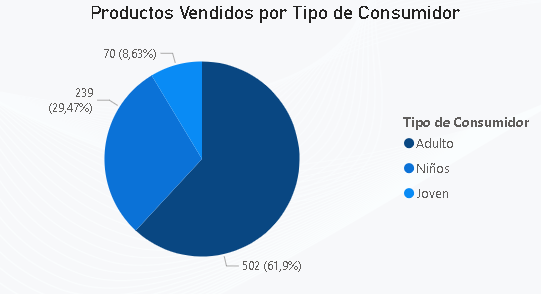 Productos Vendidos por Tipo de Consumidor
70 (8,63%)
239
(29,47%)
502 (61,9%)
Tipo de Consumidor
Adulto
Niños
Joven